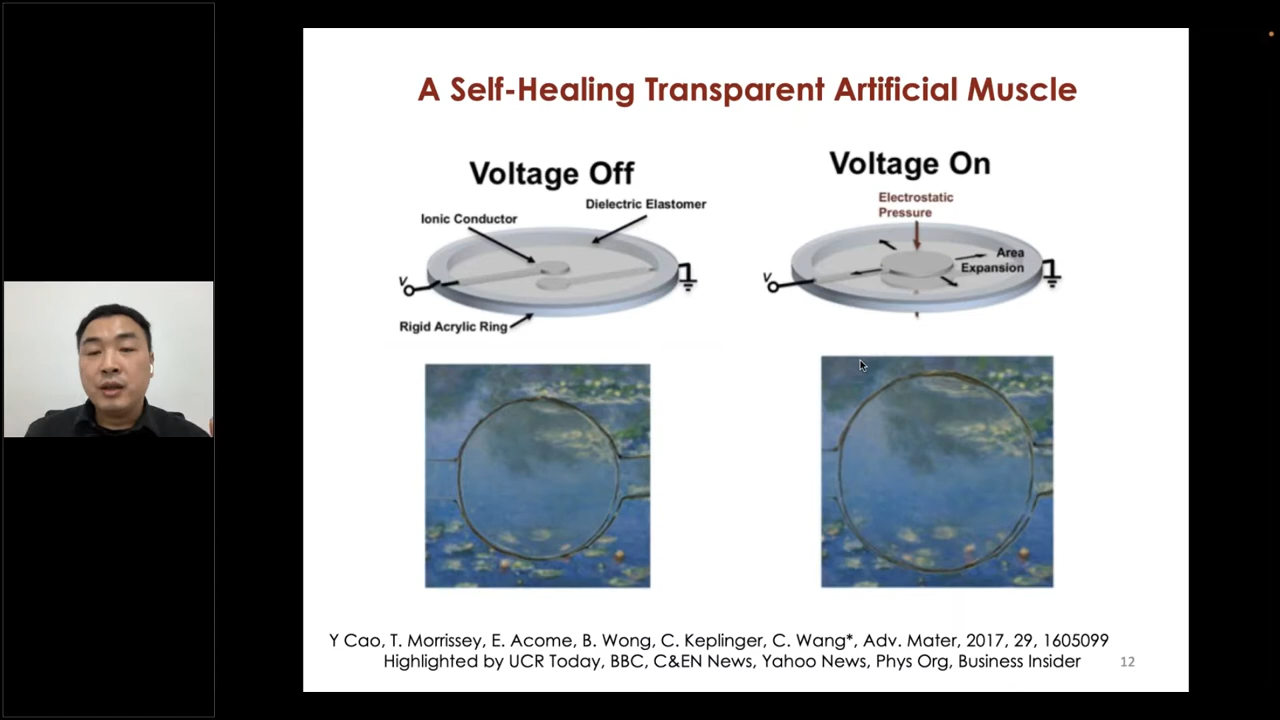 A Self-Healing Transparent Artificial Muscle
Voltage Off
Ionic Conductor
Dielectric Elastomer
V
Rigid Acrylic Ring
Voltage On
Electrostatic
Pressure
Area
Expansion
V
Y Cao, T. Morrissey, E. Acome, B. Wong, C. Keplinger, C. Wang*, Adv. Mater, 2017, 29, 1605099
Highlighted by UCR Today, BBC, C&EN News, Yahoo News, Phys Org, Business Insider
12